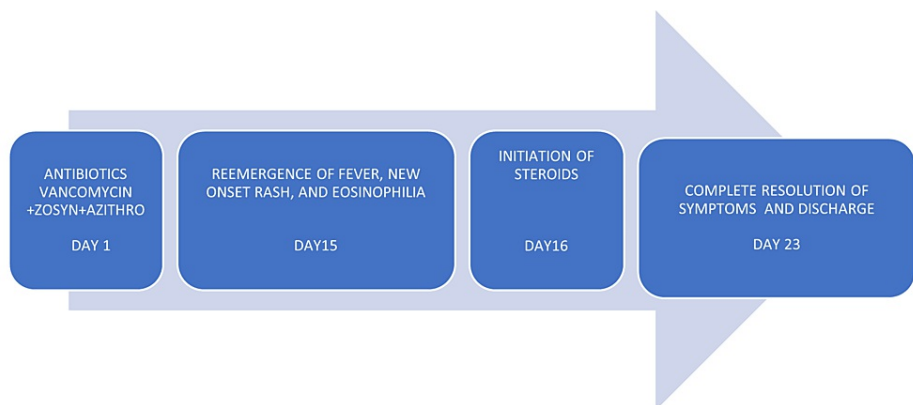 ANTIBIOTICS
VANCOMYCIN
+ZOSYN+AZITHRO
DAY 1
REEMERGENCE OF FEVER, NEW
ONSET RASH, AND EOSINOPHILIA
DAY15
INITIATION OF
STEROIDS
DAY16
COMPLETE RESOLUTION OF
SYMPTOMS AND DISCHARGE
DAY 23